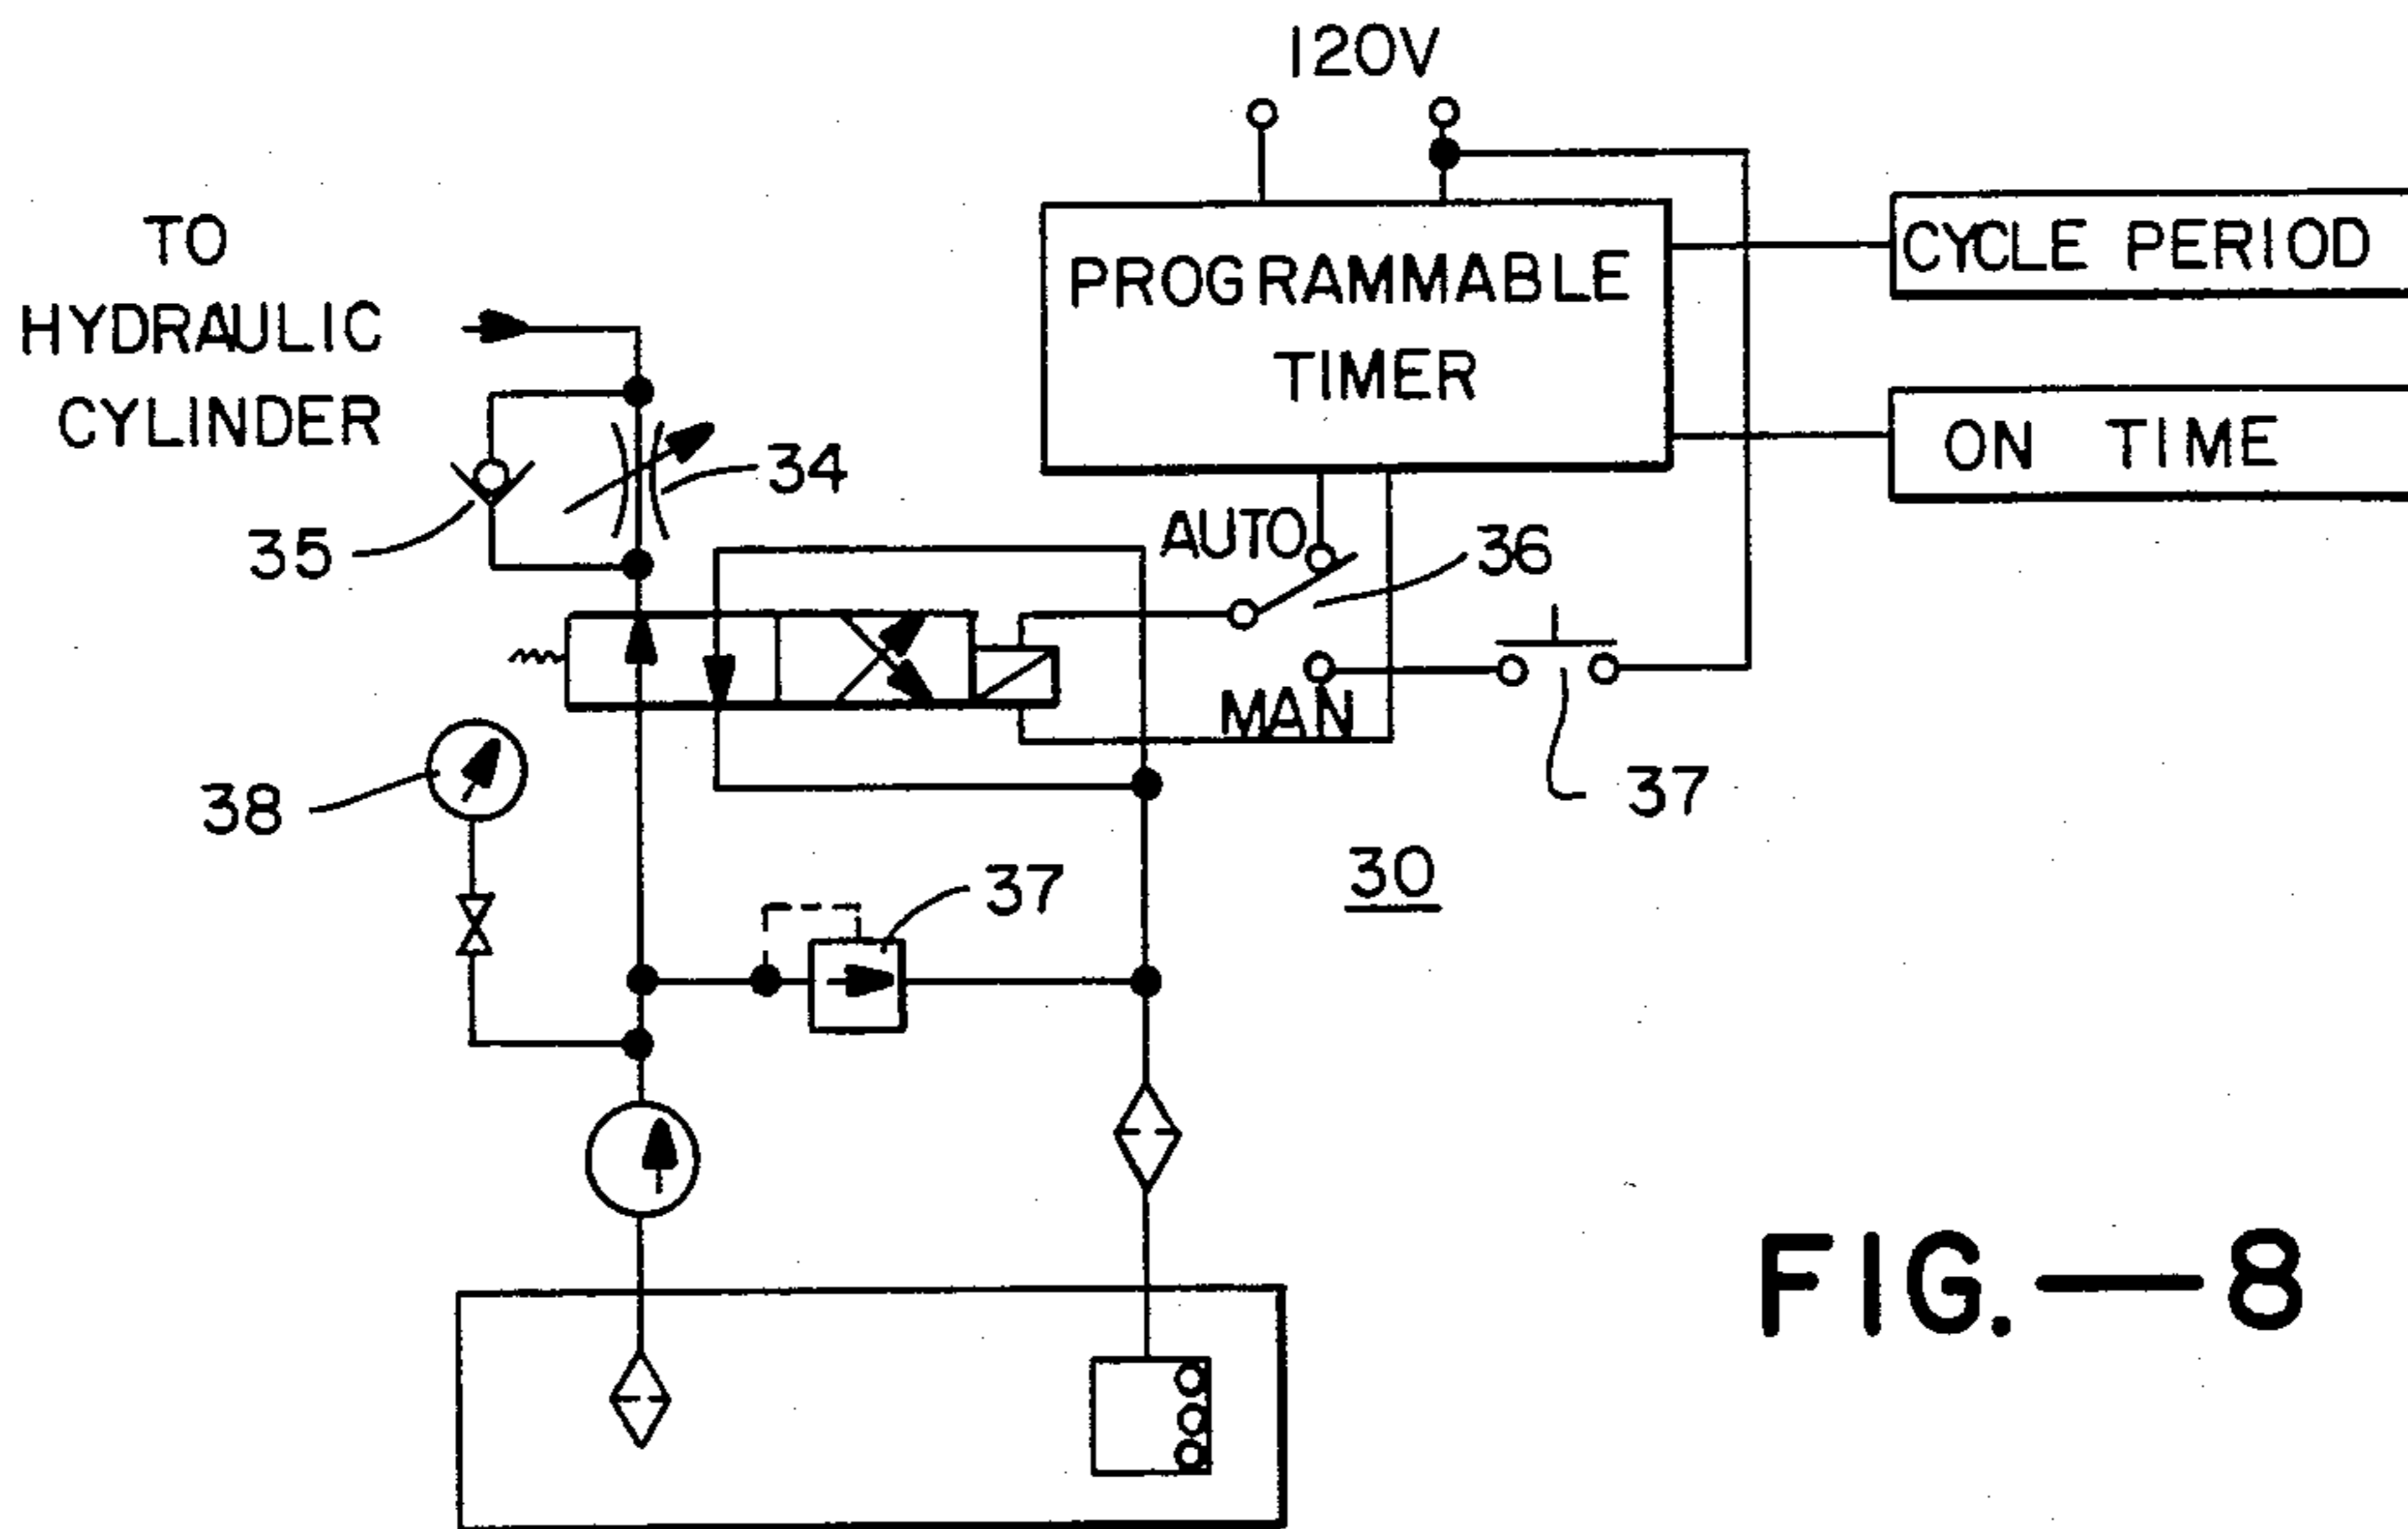 120V
TO
HYDRAULIC
CYLINDER
PROGRAMMABLE
TIMER
CYCLE PERIOD
ON TIME
34
35
AUTO
36
MAN
37
38
37
30
FIG.—8